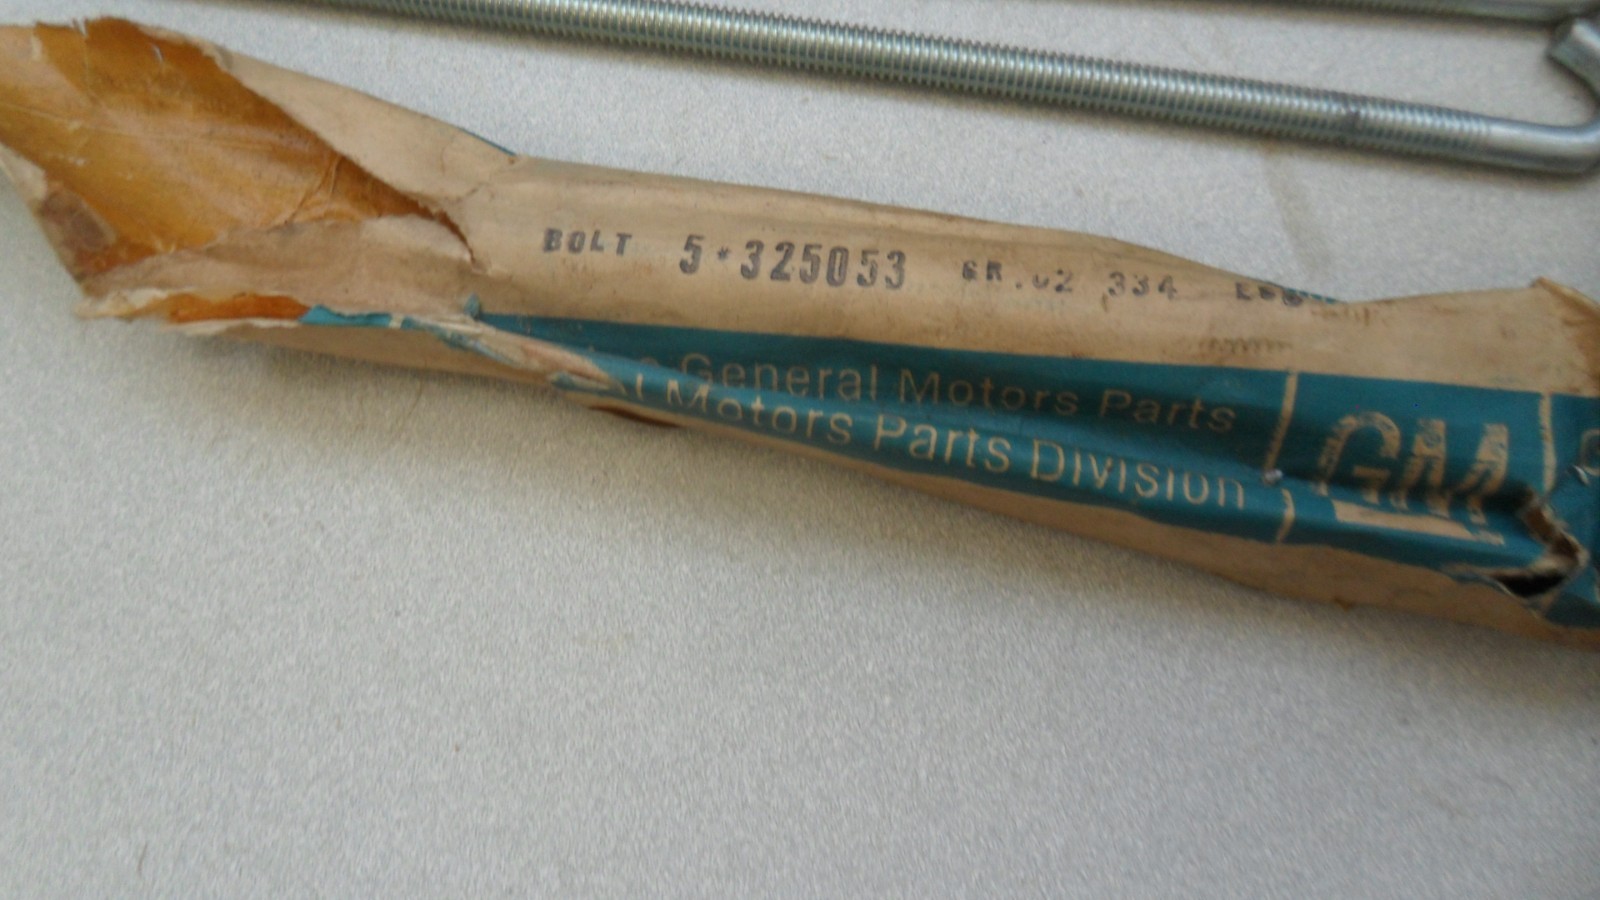 BOLT 5*325053 GR.02 334
General Motors Parts
Motors Parts Division
GM